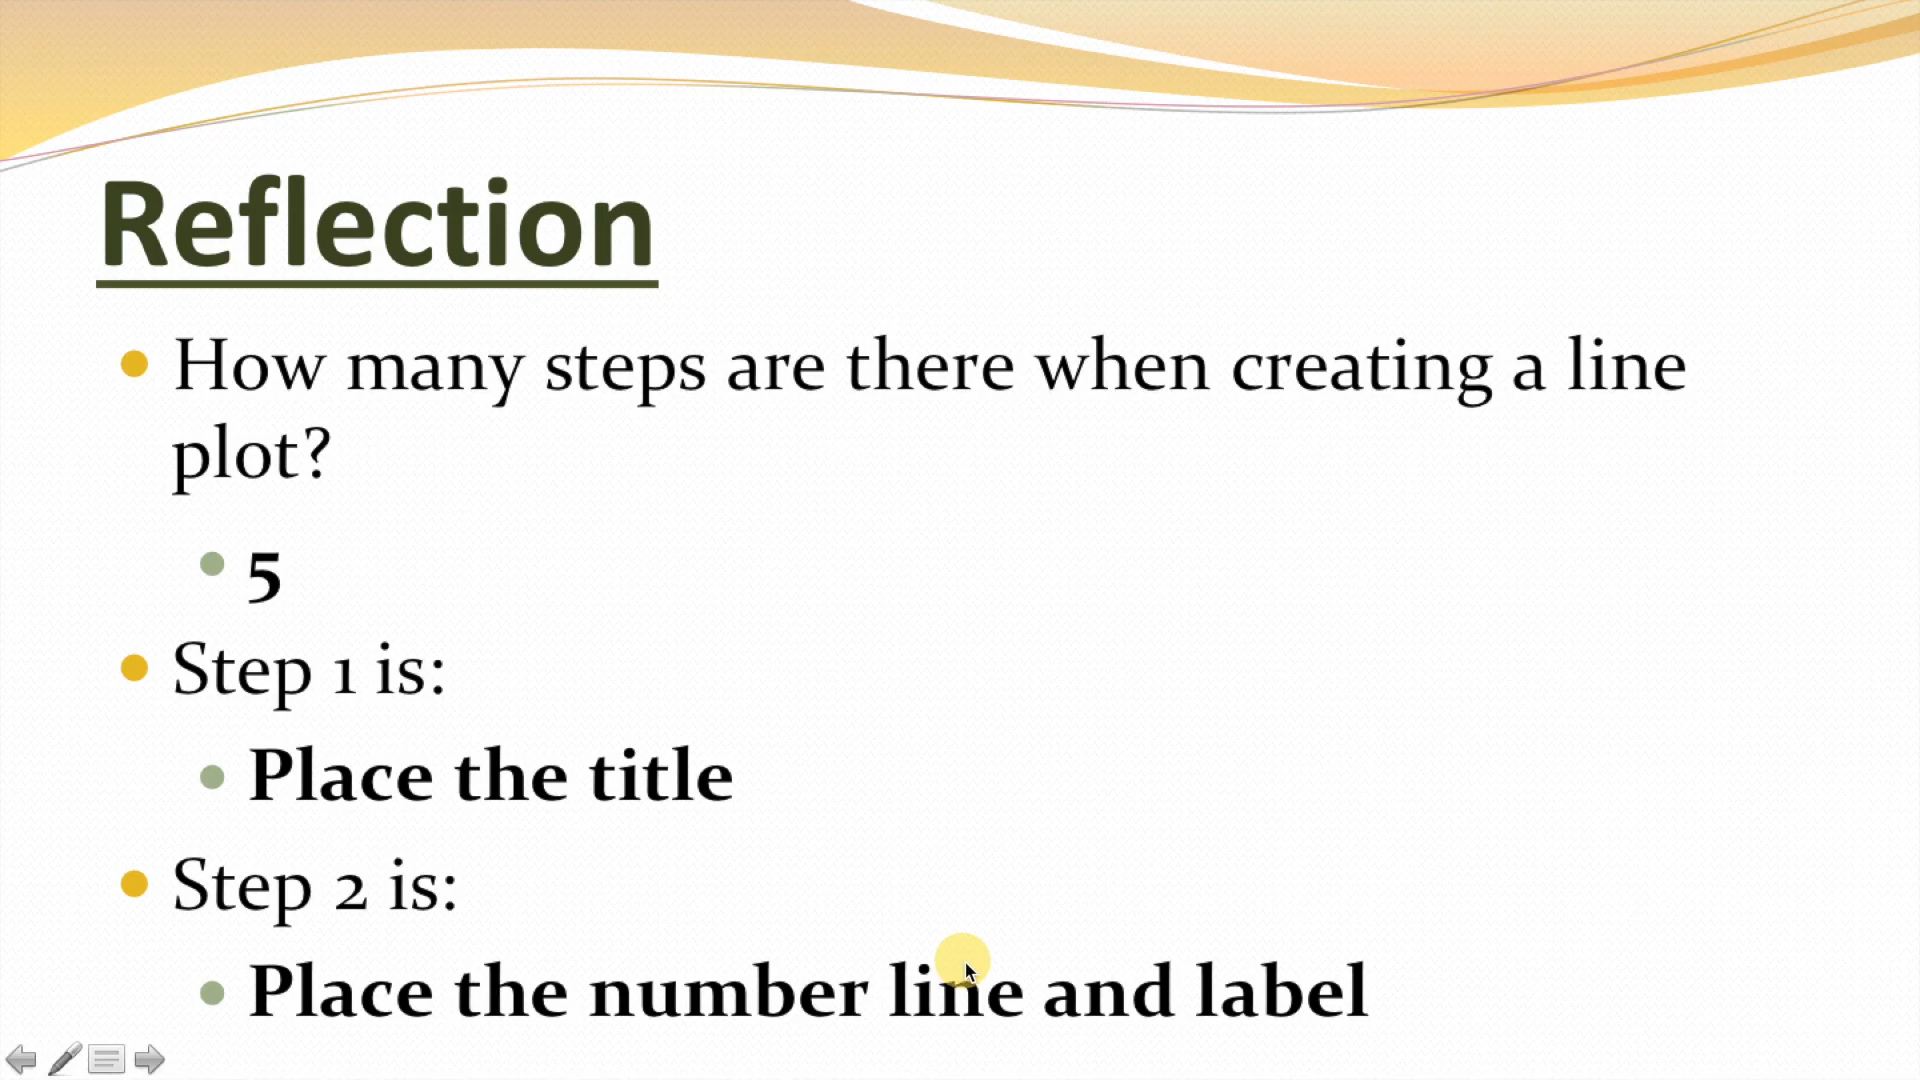 Reflection
How many steps are there when creating a line
plot?
5
Step 1 is:
Place the title
Step 2 is:
Place the number line and label